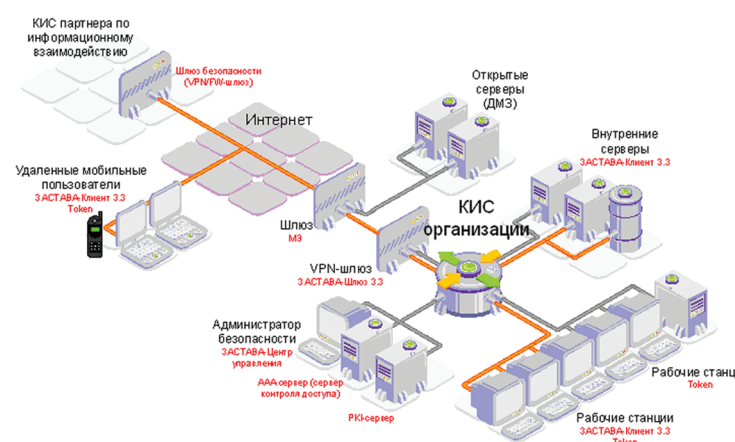 КИС партнера по
информационному
взаимодействию
Шлюз безопасности
(VPN/FW-шлюз)
Интернет
Открытые
серверы
(ДМЗ)
Внутренние
серверы
ЗАСТАВА-Клиент 3.3
Удаленные мобильные
пользователи
ЗАСТАВА-Клиент 3.3
Token
Шлюз
МЭ
КИС
организации
VPN-шлюз
ЗАСТАВА-Шлюз 3.3
Администратор
безопасности
ЗАСТАВА-Центр
управления
ААА-сервер (сервер
контроля доступа)
PKI-сервер
Рабочие станц
Token
Рабочие станции
ЗАСТАВА-Клиент 3.3
Token